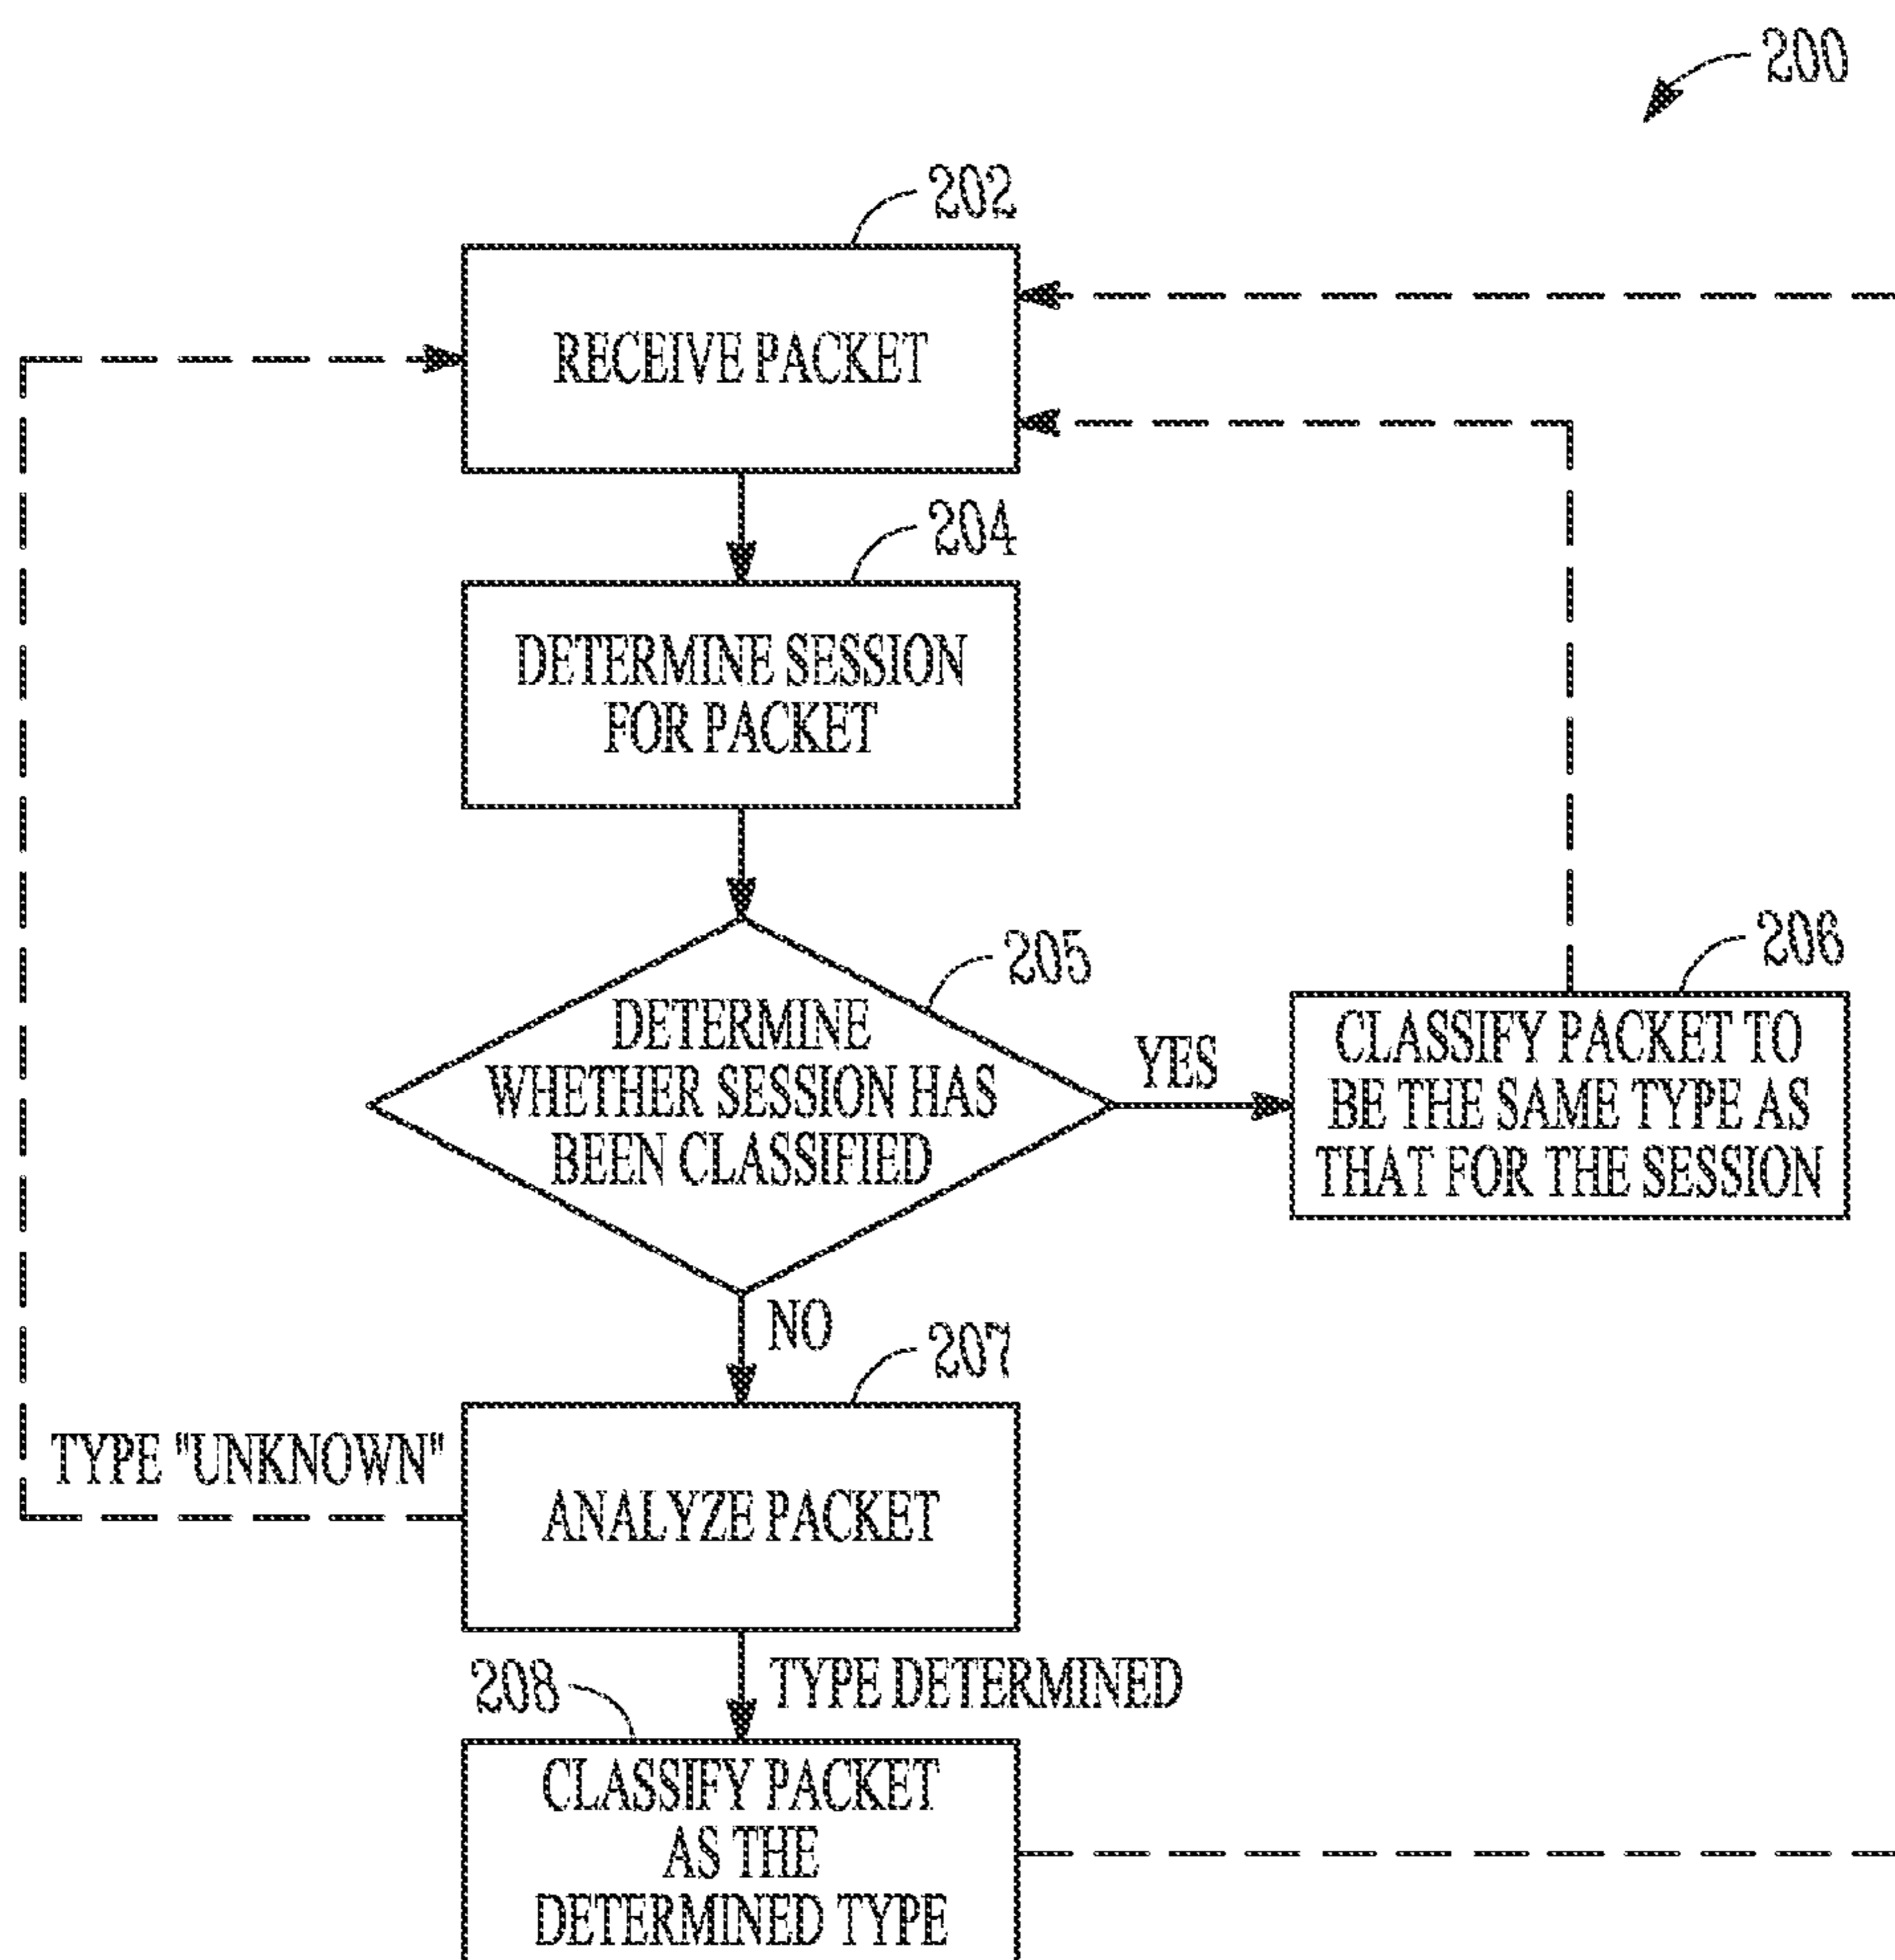 200
202
RECEIVE PACKET
204
DETERMINE SESSION
FOR PACKET
205
DETERMINE
WHETHER SESSION HAS
BEEN CLASSIFIED
YES
206
CLASSIFY PACKET TO
BE THE SAME TYPE AS
THAT FOR THE SESSION
NO
207
TYPE "UNKNOWN"
ANALYZE PACKET
TYPE DETERMINED
208
CLASSIFY PACKET
AS THE
DETERMINED TYPE